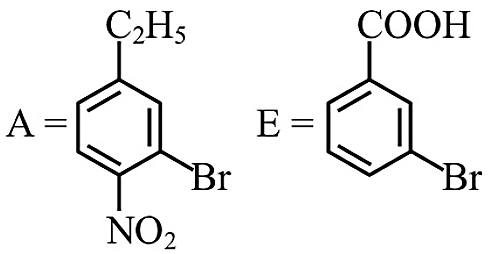 C₂H₅
A =
Br
NO₂
COOH
E =
Br